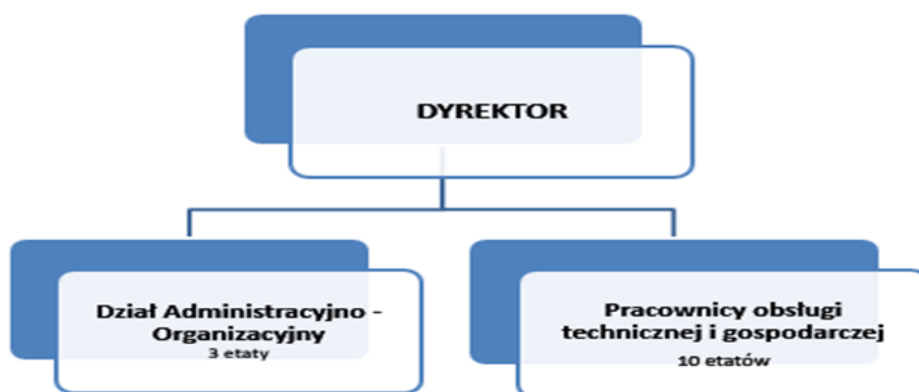 DYREKTOR
Dział Administracyjno -
Organizacyjny
3 etaty
Pracownicy obsługi
technicznej i gospodarczej
10 etatów